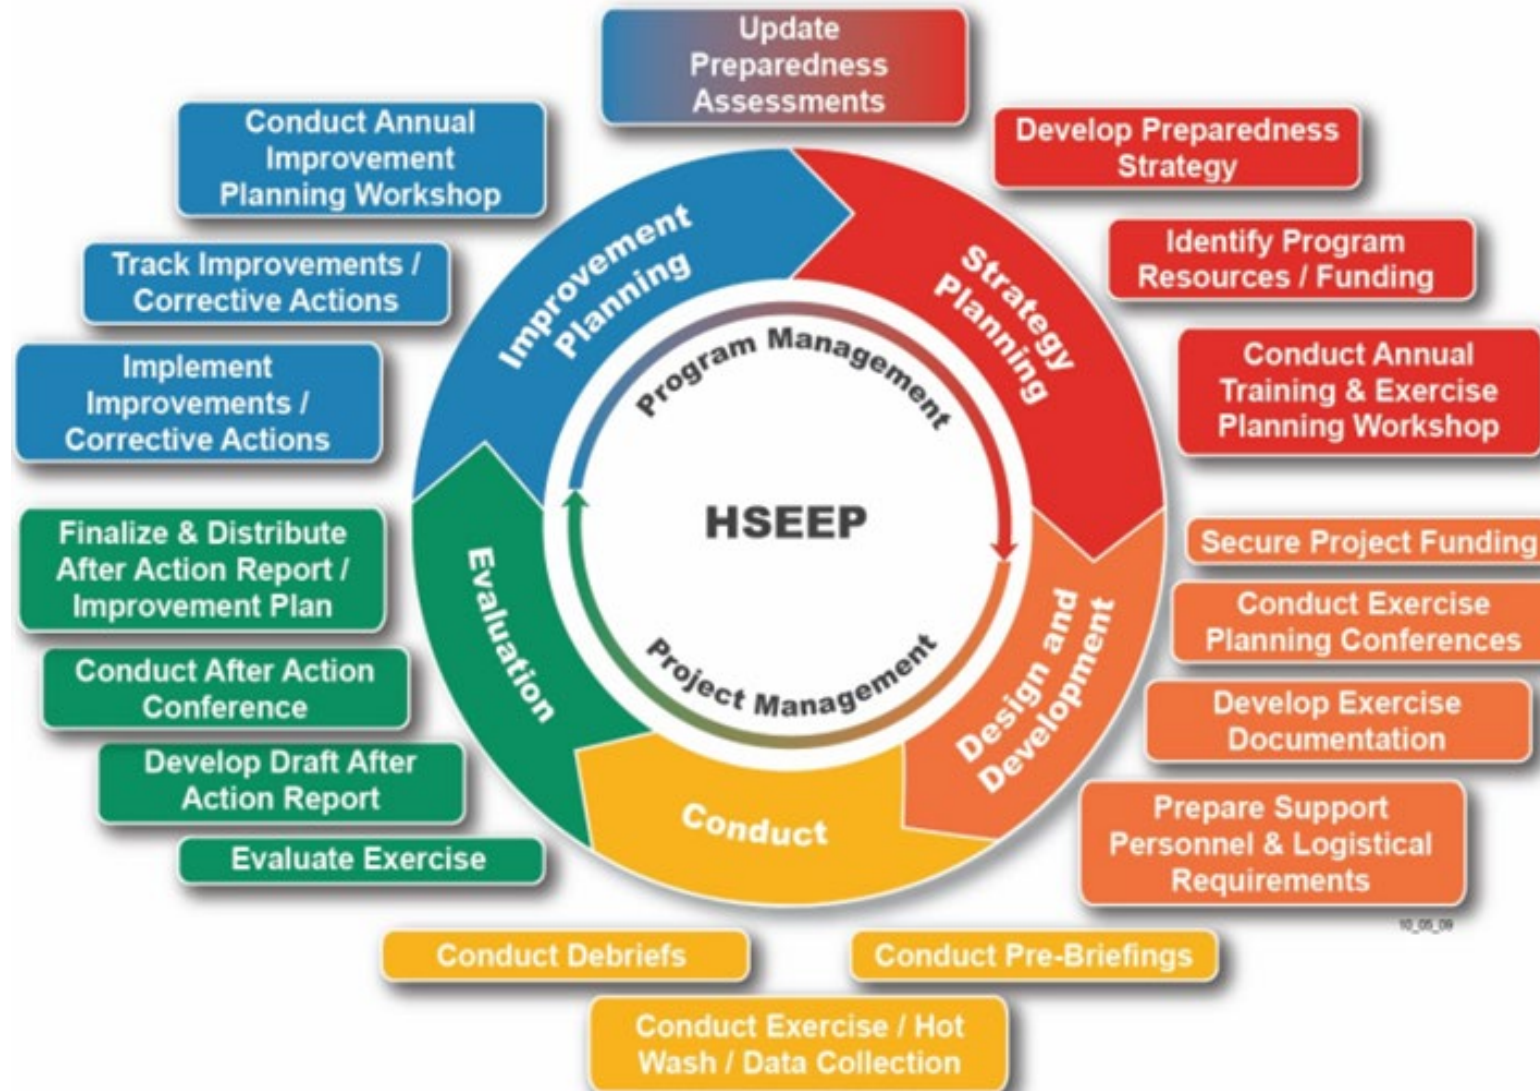 Update
Preparedness
Assessments
Develop Preparedness
Strategy
Identify Program
Resources / Funding
Conduct Annual
Training & Exercise
Planning Workshop
Secure Project Funding
Conduct Exercise
Planning Conferences
Develop Exercise
Documentation
Prepare Support
Personnel & Logistical
Requirements
10_05_09
Conduct Pre-Briefings
Conduct Exercise / Hot
Wash / Data Collection
Conduct Debriefs
Evaluate Exercise
Develop Draft After
Action Report
Conduct After Action
Conference
Finalize & Distribute
After Action Report /
Improvement Plan
Implement
Improvements /
Corrective Actions
Track Improvements /
Corrective Actions
Conduct Annual
Improvement
Planning Workshop
Strategy
Planning
Design and
Development
Conduct
Evaluation
Improvement
Planning
Program Management
HSEEP
Project Management